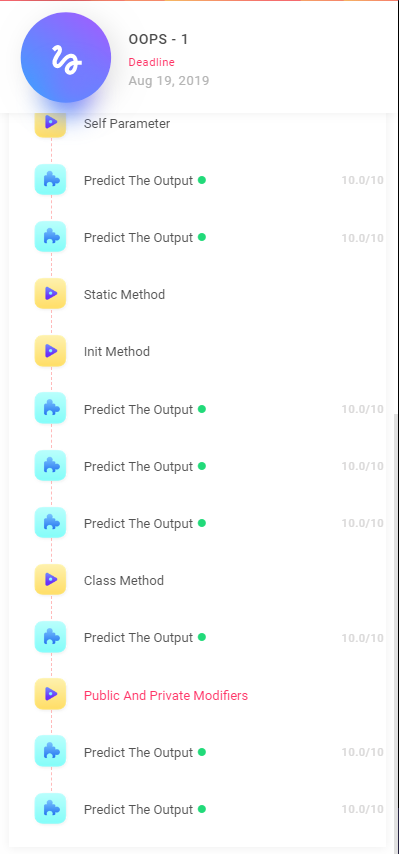 OOPS - 1
Deadline
Aug 19, 2019
Self Parameter
Predict The Output 10.0/10
Predict The Output 10.0/10
Static Method
Init Method
Predict The Output 10.0/10
Predict The Output 10.0/10
Predict The Output 10.0/10
Class Method
Predict The Output 10.0/10
Public And Private Modifiers
Predict The Output 10.0/10
Predict The Output 10.0/10